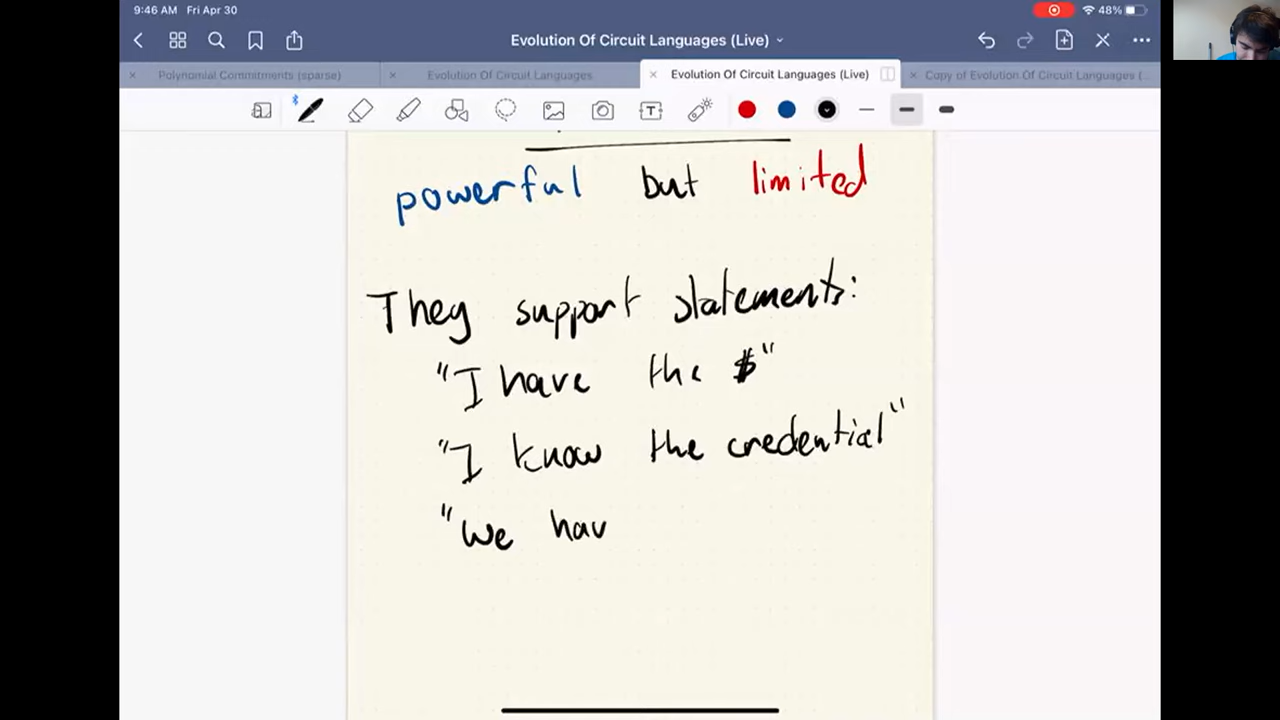 9:46 AM Fri Apr 30
48%
Evolution Of Circuit Languages (Live)
Polynomial Commitments (sparse)
Evolution Of Circuit Languages
Evolution Of Circuit Languages (Live)
Copy of Evolution Of Circuit Languages (...
powerful but limited
They support statements:
"I have the $"
"I know the credential"
"We hav